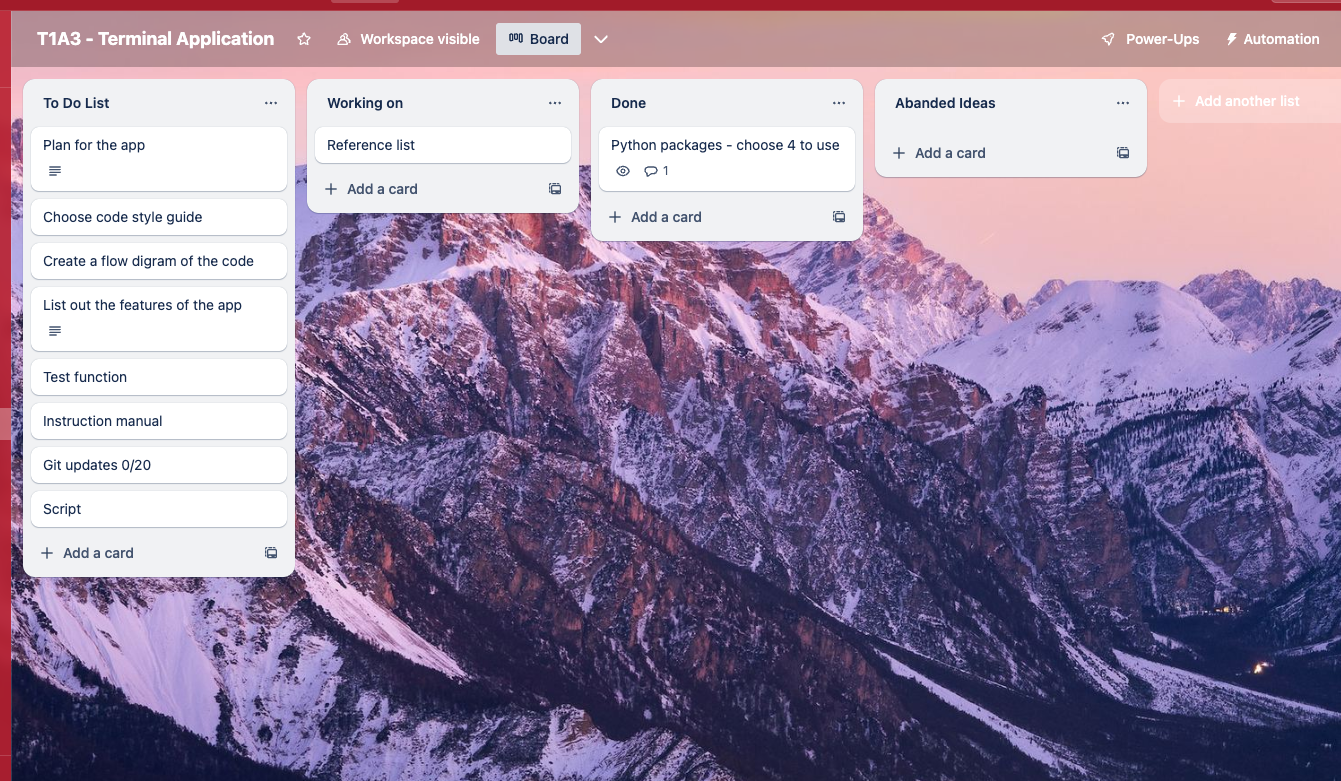 T1A3 - Terminal Application
Workspace visible
Board
Power-Ups
Automation
To Do List
Plan for the app
Choose code style guide
Create a flow digram of the code
List out the features of the app
Test function
Instruction manual
Git updates 0/20
Script
Add a card
Working on
Reference list
Add a card
Done
Python packages - choose 4 to use
1
Add a card
Abanded Ideas
Add a card
Add another list